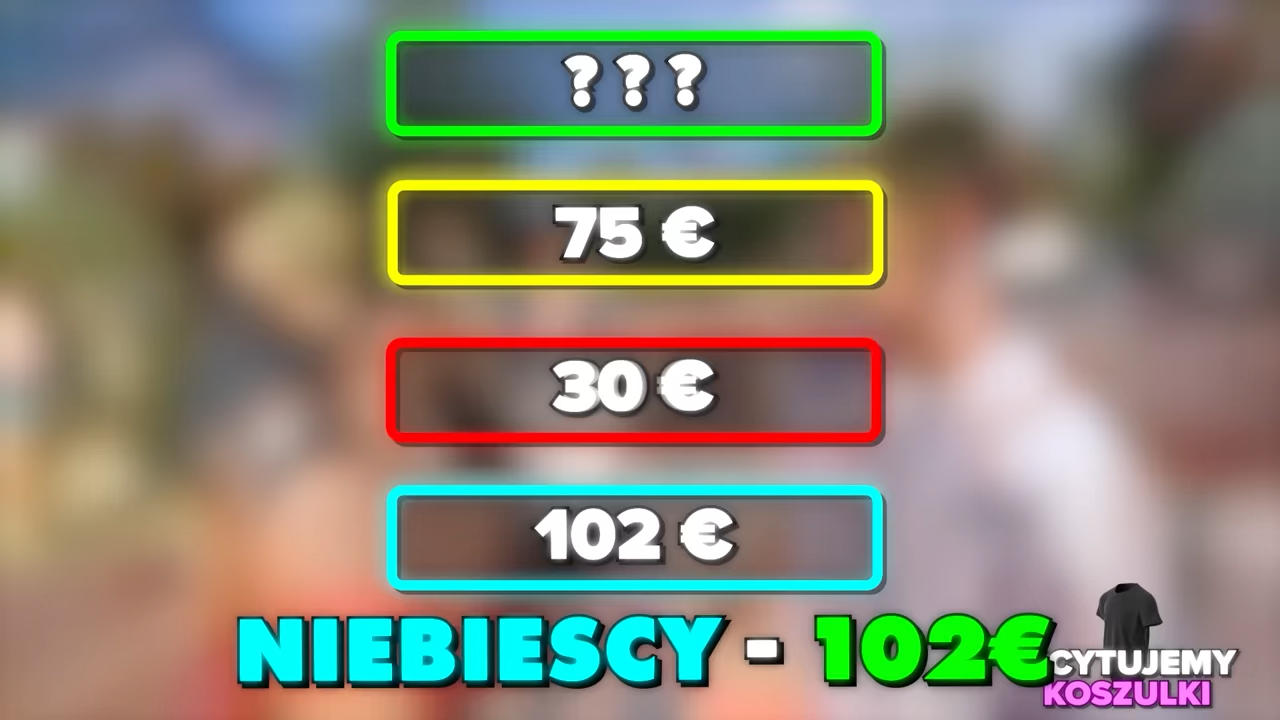 ???
75 €
30 €
102 €
NIEBIESCY - 102€
CYTUJEMY
KOSZULKI